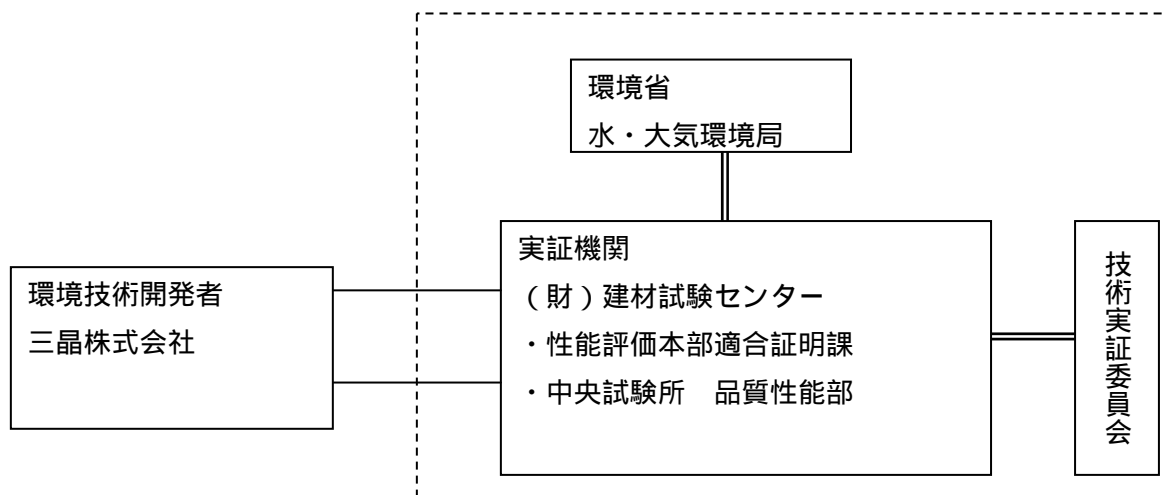 環境省
水・大気環境局
環境技術開発者
三晶株式会社
実証機関
（財）建材試験センター
・性能評価本部適合証明課
・中央試験所　品質性能部
技術実証委員会